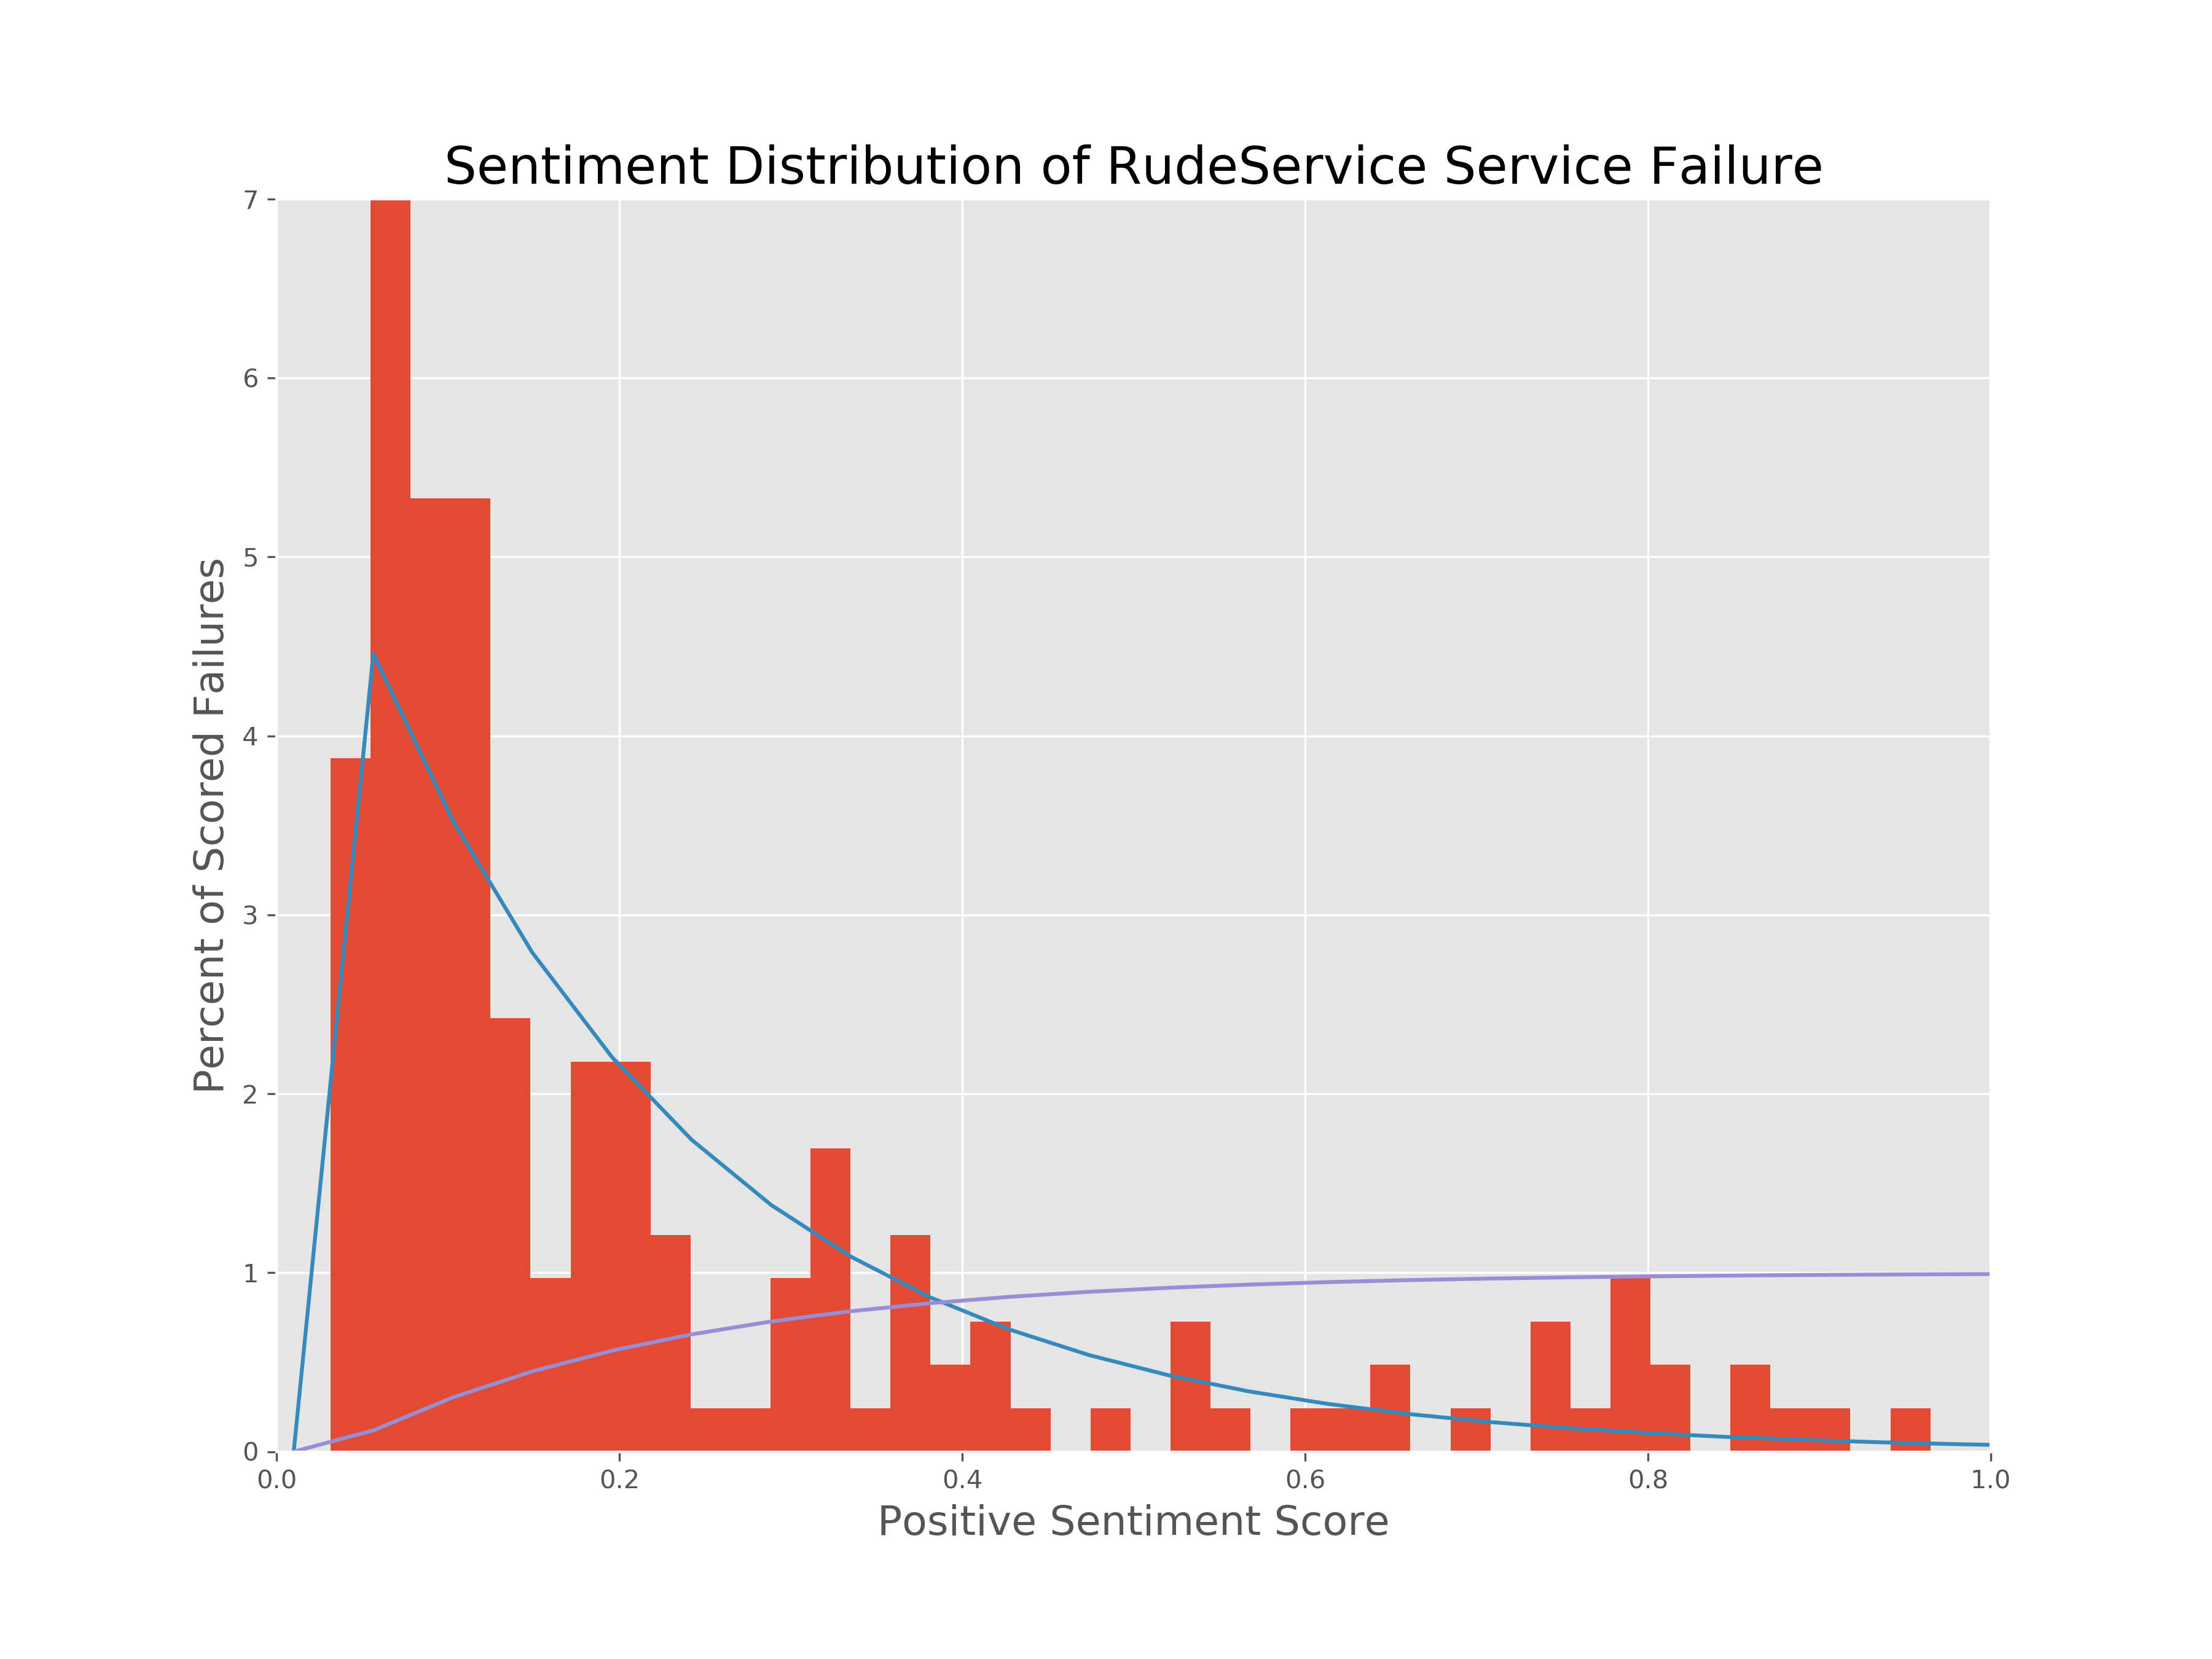 Sentiment Distribution of RudeService Service Failure
7
6
5
4
3
2
1
0
Percent of Scored Failures
0.0 0.2 0.4 0.6 0.8 1.0
Positive Sentiment Score